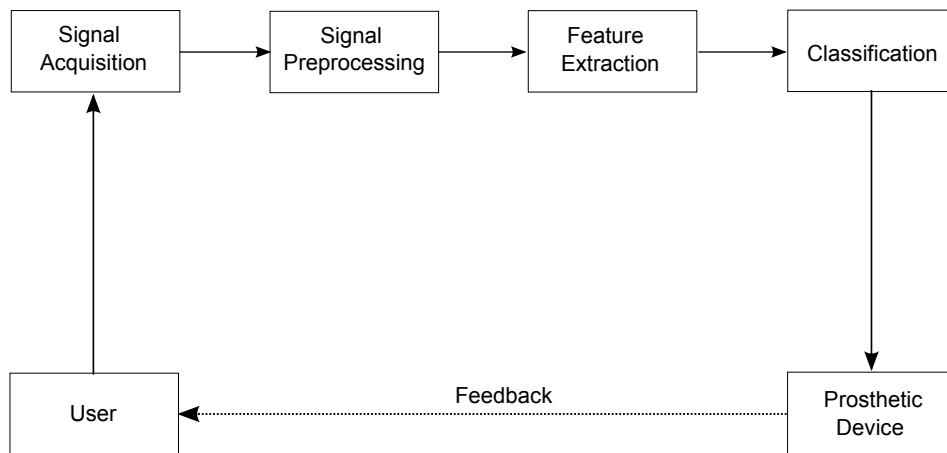 Signal
Acquisition
Signal
Preprocessing
Feature
Extraction
Classification
User
Feedback
Prosthetic
Device